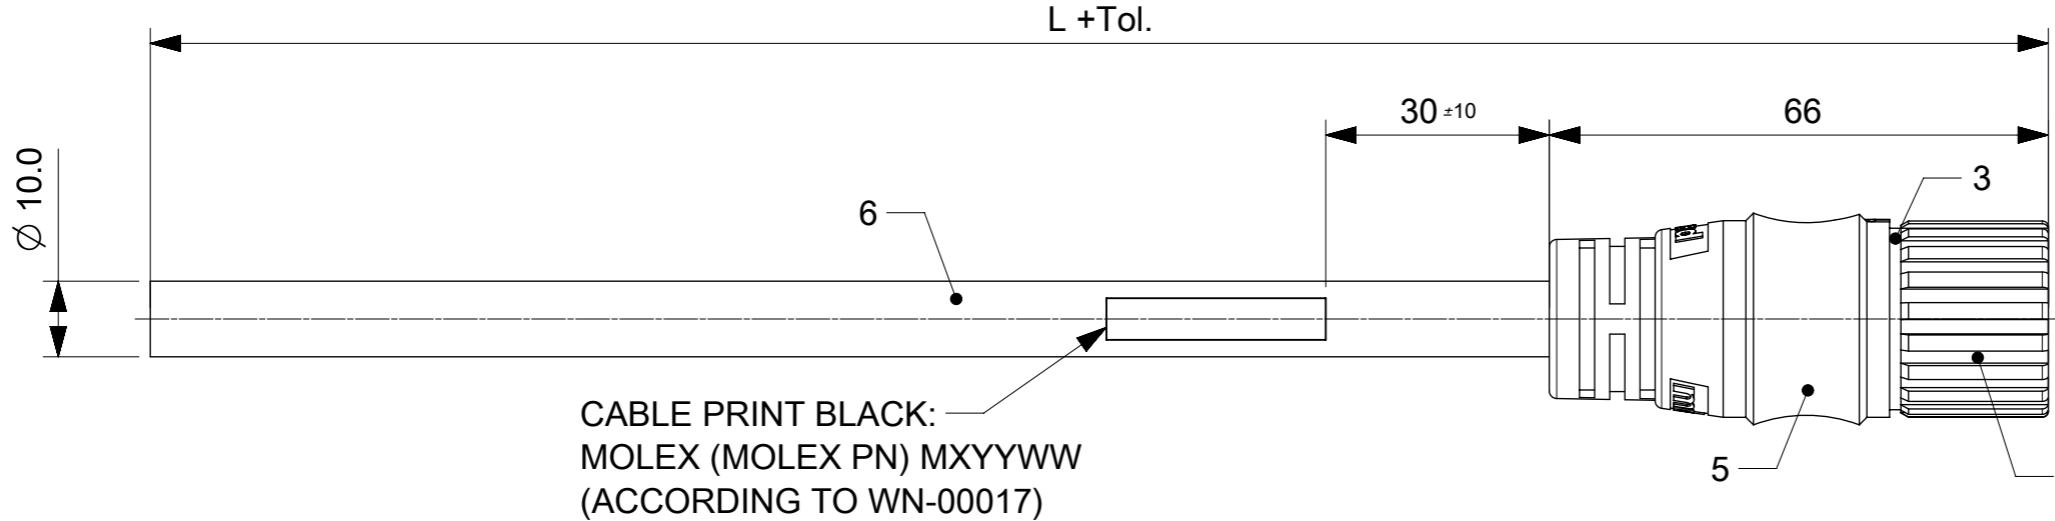 L +Tol.
30 ±10
66
Ø 10.0
3
6
CABLE PRINT BLACK:
MOLEX (MOLEX PN) MXYYWW
(ACCORDING TO WN-00017)
5